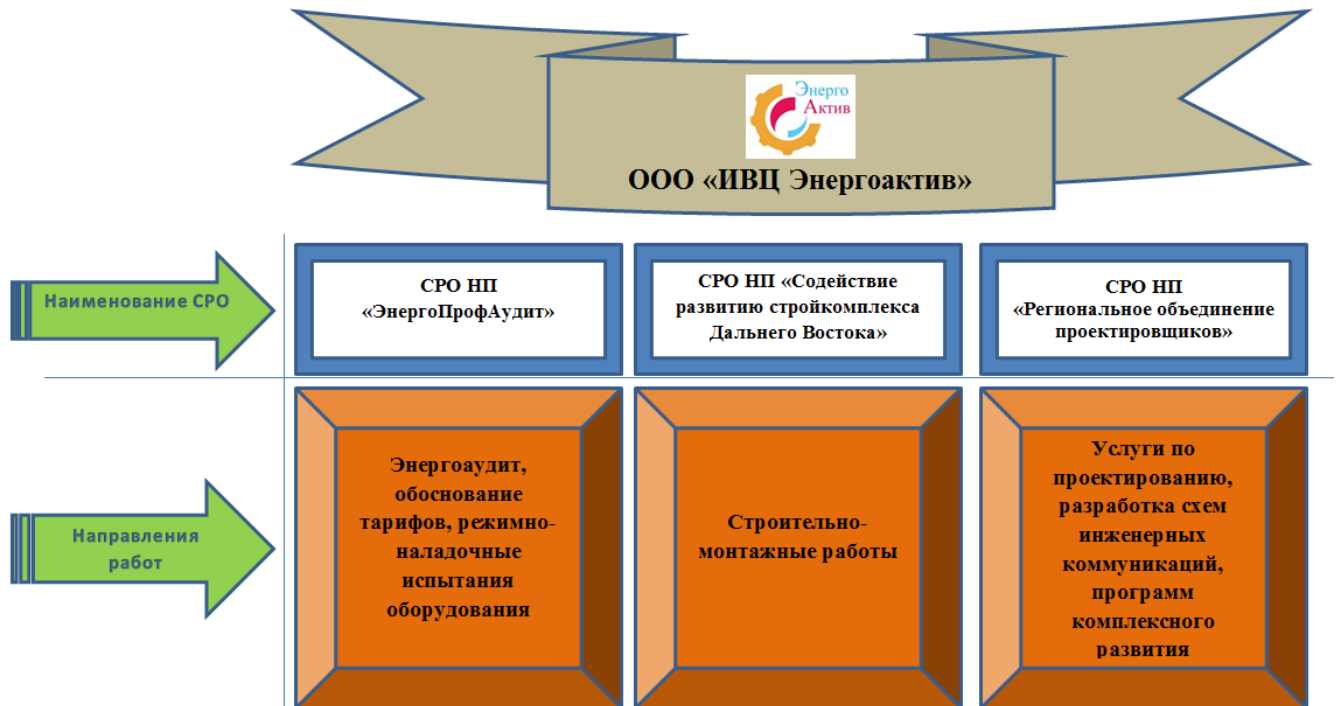 Энерго
Актив
ООО «ИВЦ Энергоактив»
Наименование СРО
СРО НП
«ЭнергоПрофАудит»
СРО НП «Содействие
развитию стройкомплекса
Дальнего Востока»
СРО НП
«Региональное объединение
проектировщиков»
Направления
работ
Энергоаудит,
обоснование
тарифов, режимно-
наладочные
испытания
оборудования
Строительно-
монтажные работы
Услуги по
проектированию,
разработка схем
инженерных
коммуникаций,
программ
комплексного
развития